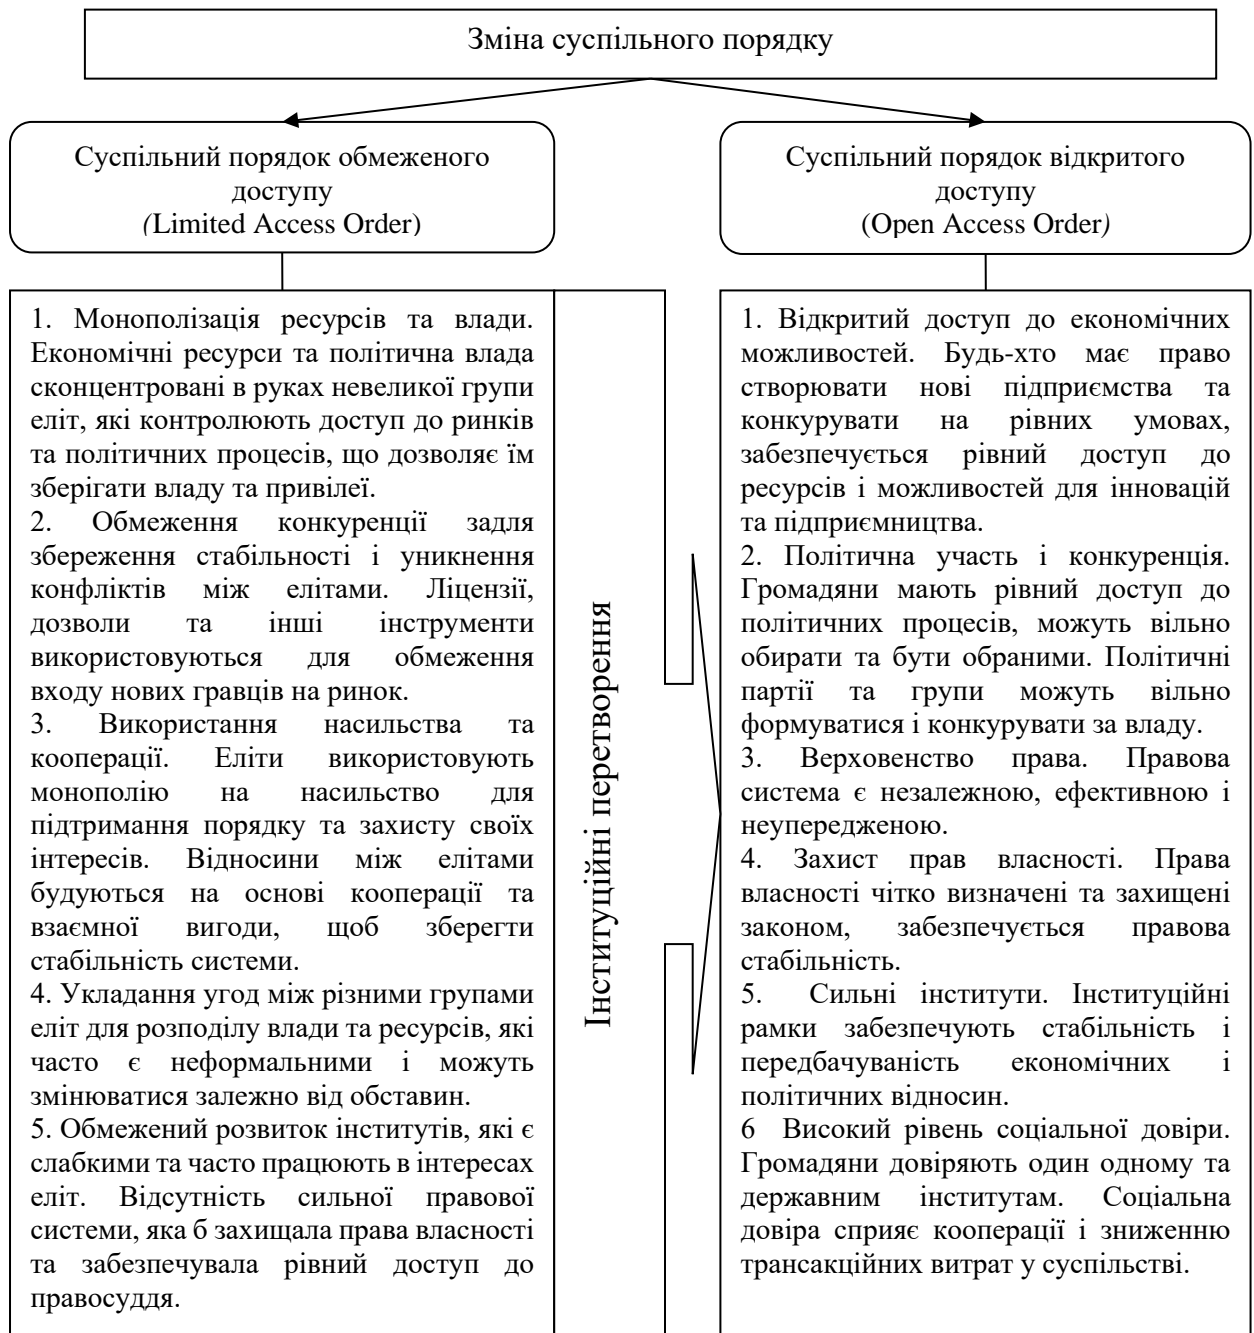 Зміна суспільного порядку
Суспільний порядок обмеженого
доступу
(Limited Access Order)
Суспільний порядок відкритого
доступу
(Open Access Order)
1. Монополізація ресурсів та влади.
Економічні ресурси та політична влада
сконцентровані в руках невеликої групи
еліт, які контролюють доступ до ринків
та політичних процесів, що дозволяє їм
зберігати владу та привілеї.
2. Обмеження конкуренції задля
збереження стабільності і уникнення
конфліктів між елітами. Ліцензії,
дозволи та інші інструменти
використовуються для обмеження
входу нових гравців на ринок.
3. Використання насильства та
кооперації. Еліти використовують
монополію на насильство для
підтримання порядку та захисту своїх
інтересів. Відносини між елітами
будуються на основі кооперації та
взаємної вигоди, щоб зберегти
стабільність системи.
4. Укладання угод між різними групами
еліт для розподілу влади та ресурсів, які
часто є неформальними і можуть
змінюватися залежно від обставин.
5. Обмежений розвиток інститутів, які є
слабкими та часто працюють в інтересах
еліт. Відсутність сильної правової
системи, яка б захищала права власності
та забезпечувала рівний доступ до
правосуддя.
Інституційні перетворення
1. Відкритий доступ до економічних
можливостей. Будь-хто має право
створювати нові підприємства та
конкурувати на рівних умовах,
забезпечується рівний доступ до
ресурсів і можливостей для інновацій
та підприємництва.
2. Політична участь і конкуренція.
Громадяни мають рівний доступ до
політичних процесів, можуть вільно
обирати та бути обраними. Політичні
партії та групи можуть вільно
формуватися і конкурувати за владу.
3. Верховенство права. Правова
система є незалежною, ефективною і
неупередженою.
4. Захист прав власності. Права
власності чітко визначені та захищені
законом, забезпечується правова
стабільність.
5. Сильні інститути. Інституційні
рамки забезпечують стабільність і
передбачуваність економічних і
політичних відносин.
6 Високий рівень соціальної довіри.
Громадяни довіряють один одному та
державним інститутам. Соціальна
довіра сприяє кооперації і зниженню
трансакційних витрат у суспільстві.